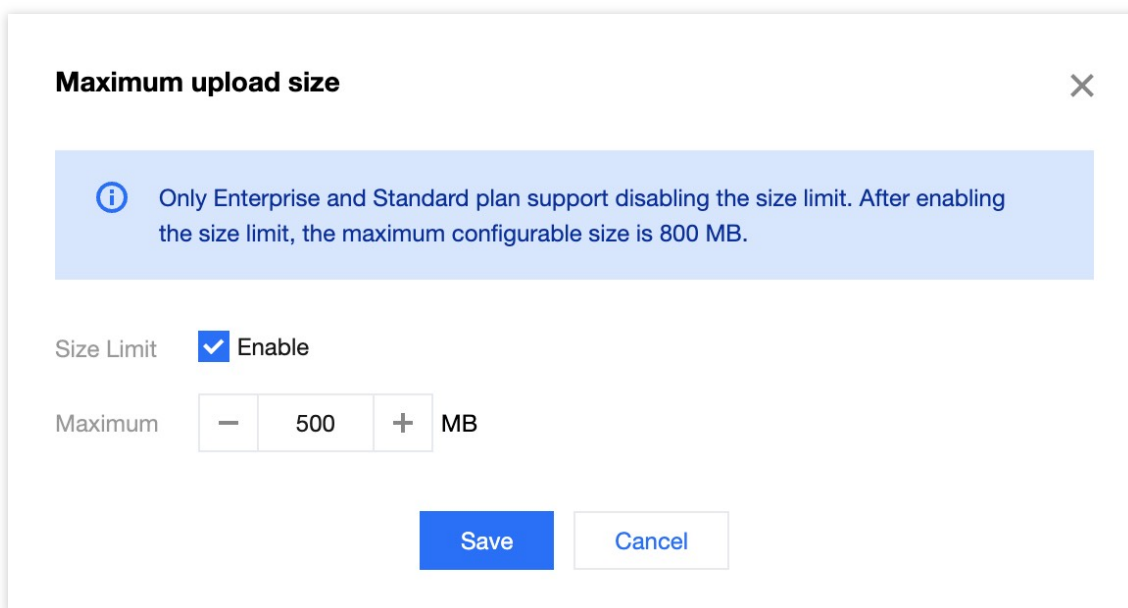 Maximum upload size
Only Enterprise and Standard plan support disabling the size limit. After enabling
the size limit, the maximum configurable size is 800 MB.
Size Limit Enable
Maximum 500 MB
Save Cancel